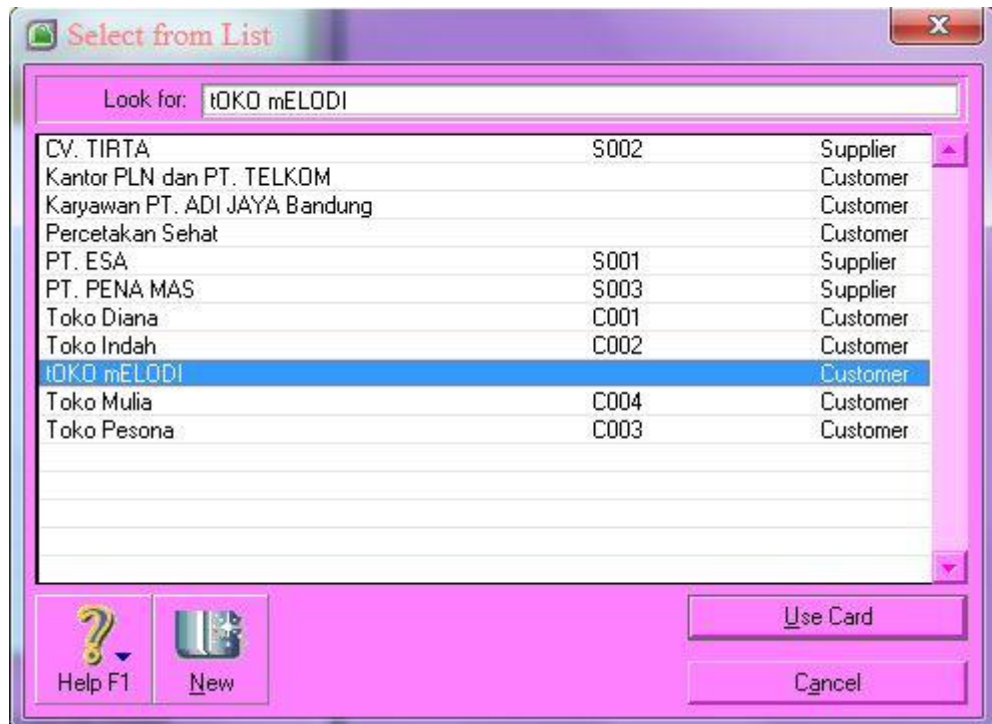 Select from List
Look for: tOKO mELODI
CV. TIRTA S002 Supplier
Kantor PLN dan PT. TELKOM Customer
Karyawan PT. ADI JAYA Bandung Customer
Percetakan Sehat Customer
PT. ESA S001 Supplier
PT. PENA MAS S003 Supplier
Toko Diana C001 Customer
Toko Indah C002 Customer
tOKO mELODI Customer
Toko Mulia C004 Customer
Toko Pesona C003 Customer
Use Card
Help F1 New
Cancel